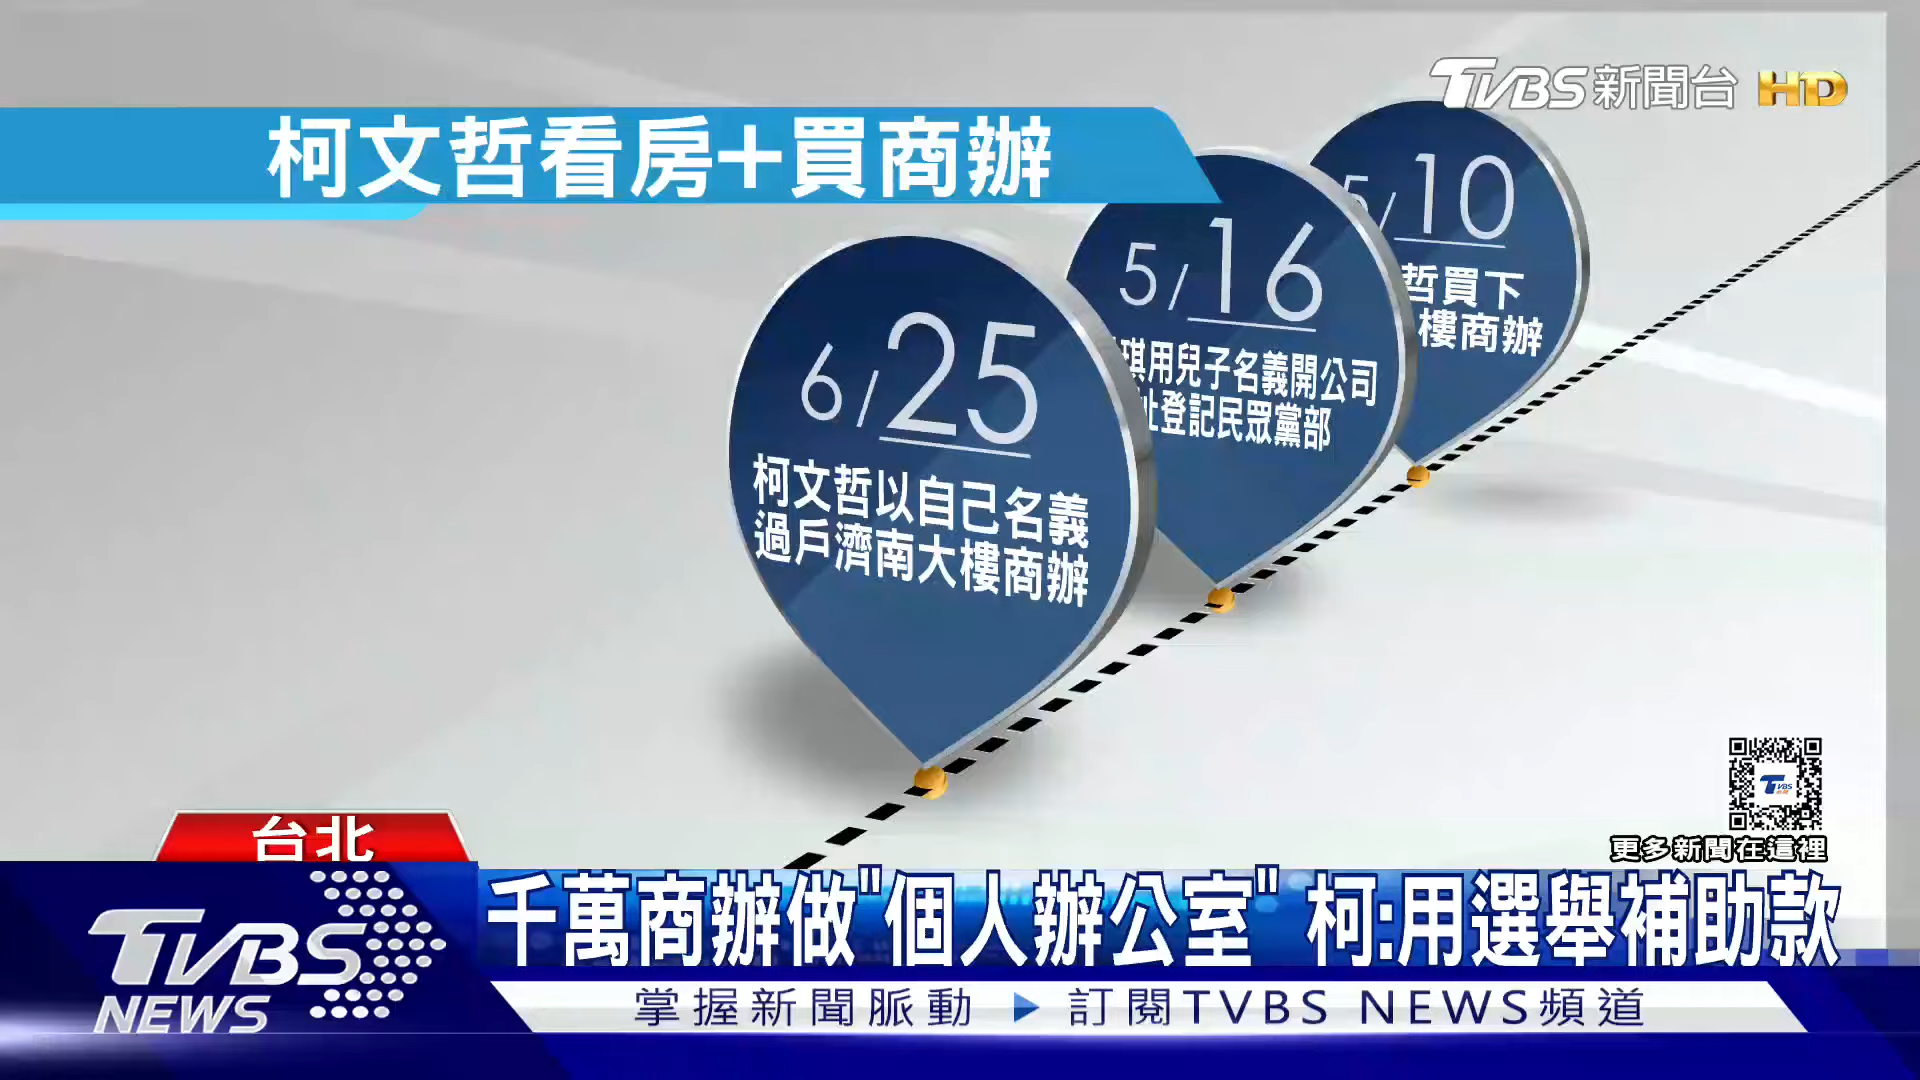 TVBS新聞台 HD
柯文哲看房+買商辦
5/10
哲買下
樓商辦
5/16
琪用兒子名義開公司
址登記民眾黨部
6/25
柯文哲以自己名義
過戶濟南大樓商辦
TVBS
更多新聞在這裡
台北
千萬商辦做"個人辦公室" 柯:用選舉補助款
TVBS
NEWS
掌握新聞脈動 ▶ 訂閱TVBS NEWS頻道